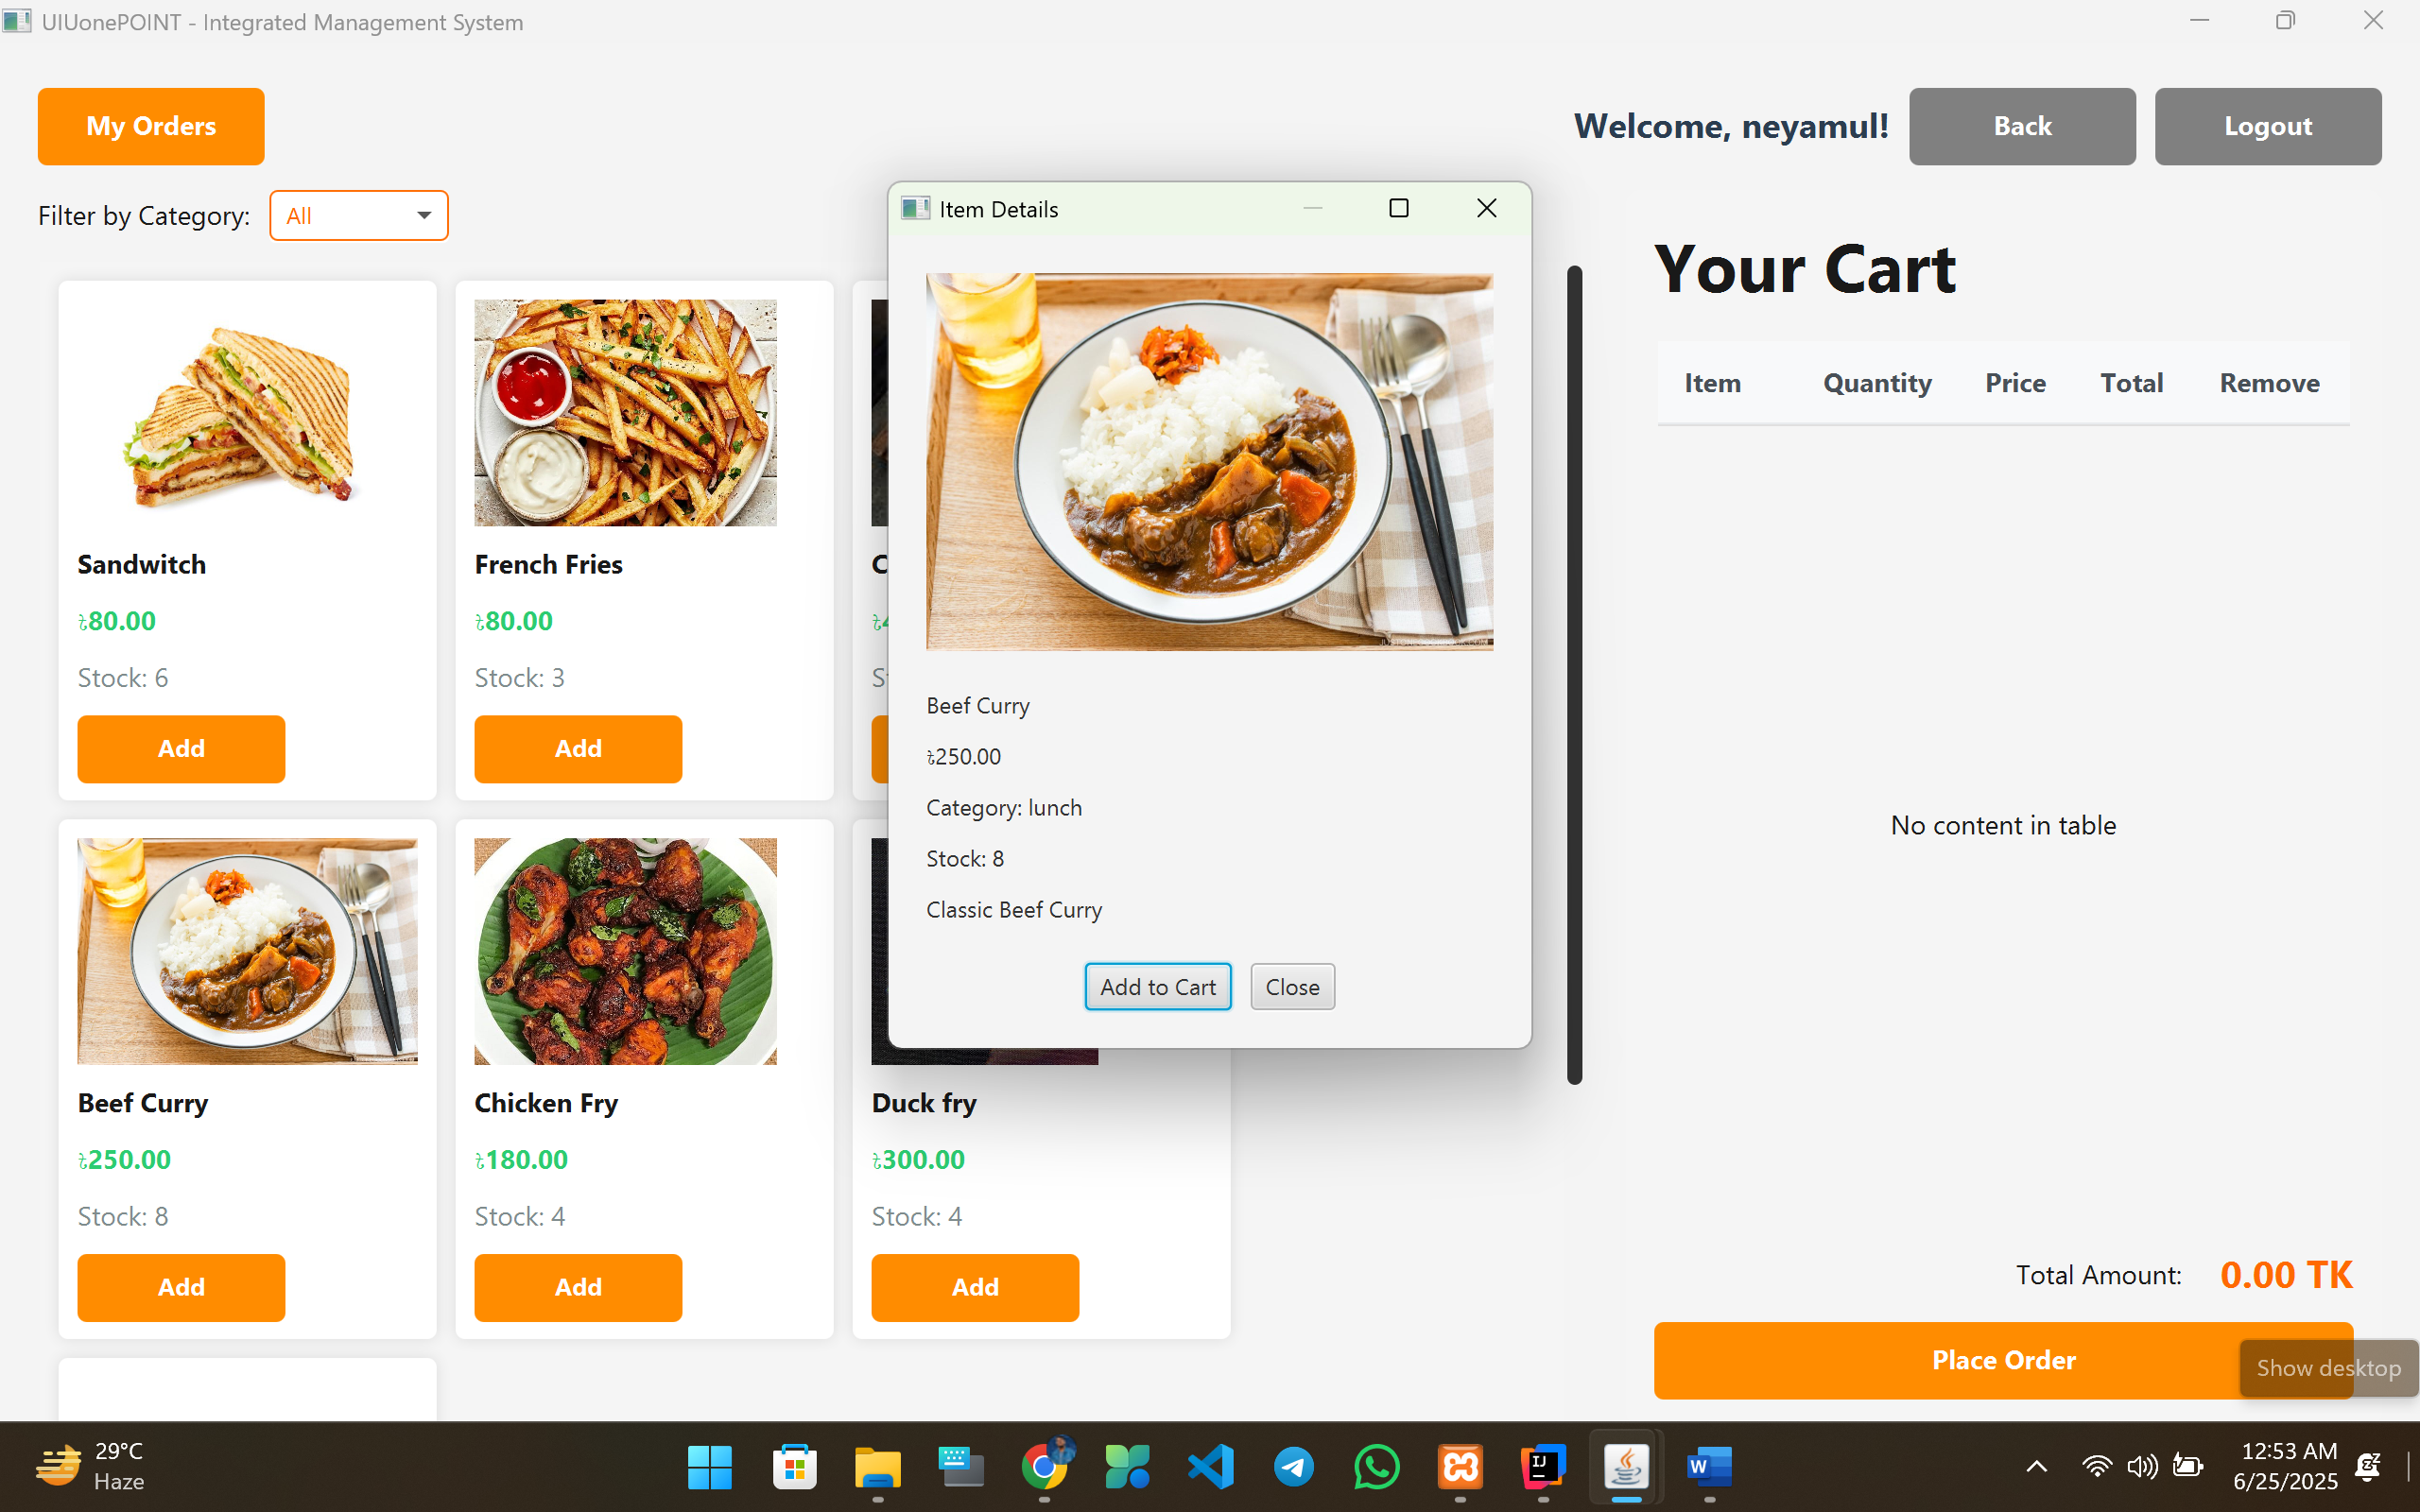 UIUonePOINT - Integrated Management System
My Orders
Welcome, neyamul!
Back
Logout
Filter by Category:
All
Item Details
Your Cart
Item
Quantity
Price
Total
Remove
Sandwitch
৳80.00
Stock: 6
Add
French Fries
৳80.00
Stock: 3
Add
Beef Curry
৳250.00
Category: lunch
Stock: 8
Classic Beef Curry
Add to Cart
Close
No content in table
Beef Curry
৳250.00
Stock: 8
Add
Chicken Fry
৳180.00
Stock: 4
Add
Duck fry
৳300.00
Stock: 4
Add
Total Amount:
0.00 TK
Place Order
Show desktop
29°C
Haze
12:53 AM
6/25/2025